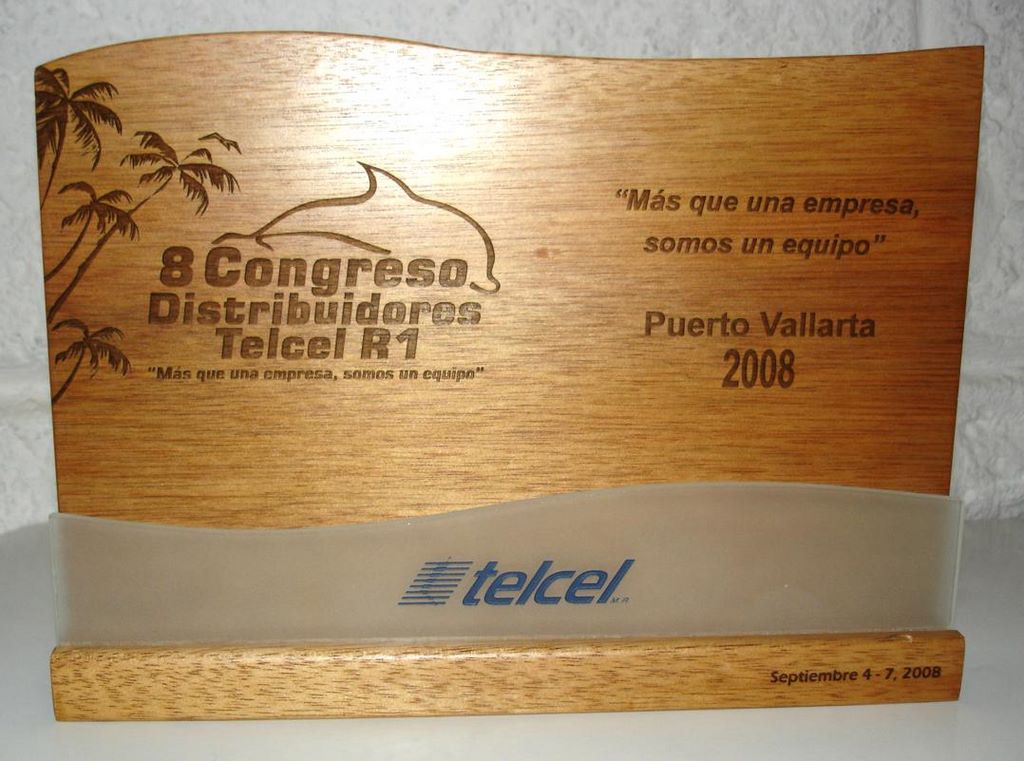 8 Congreso
Distribuidores
Telcel R1
"Más que una empresa, somos un equipo"
"Más que una empresa,
somos un equipo"
Puerto Vallarta
2008
telcel M.R.
Septiembre 4 - 7, 2008